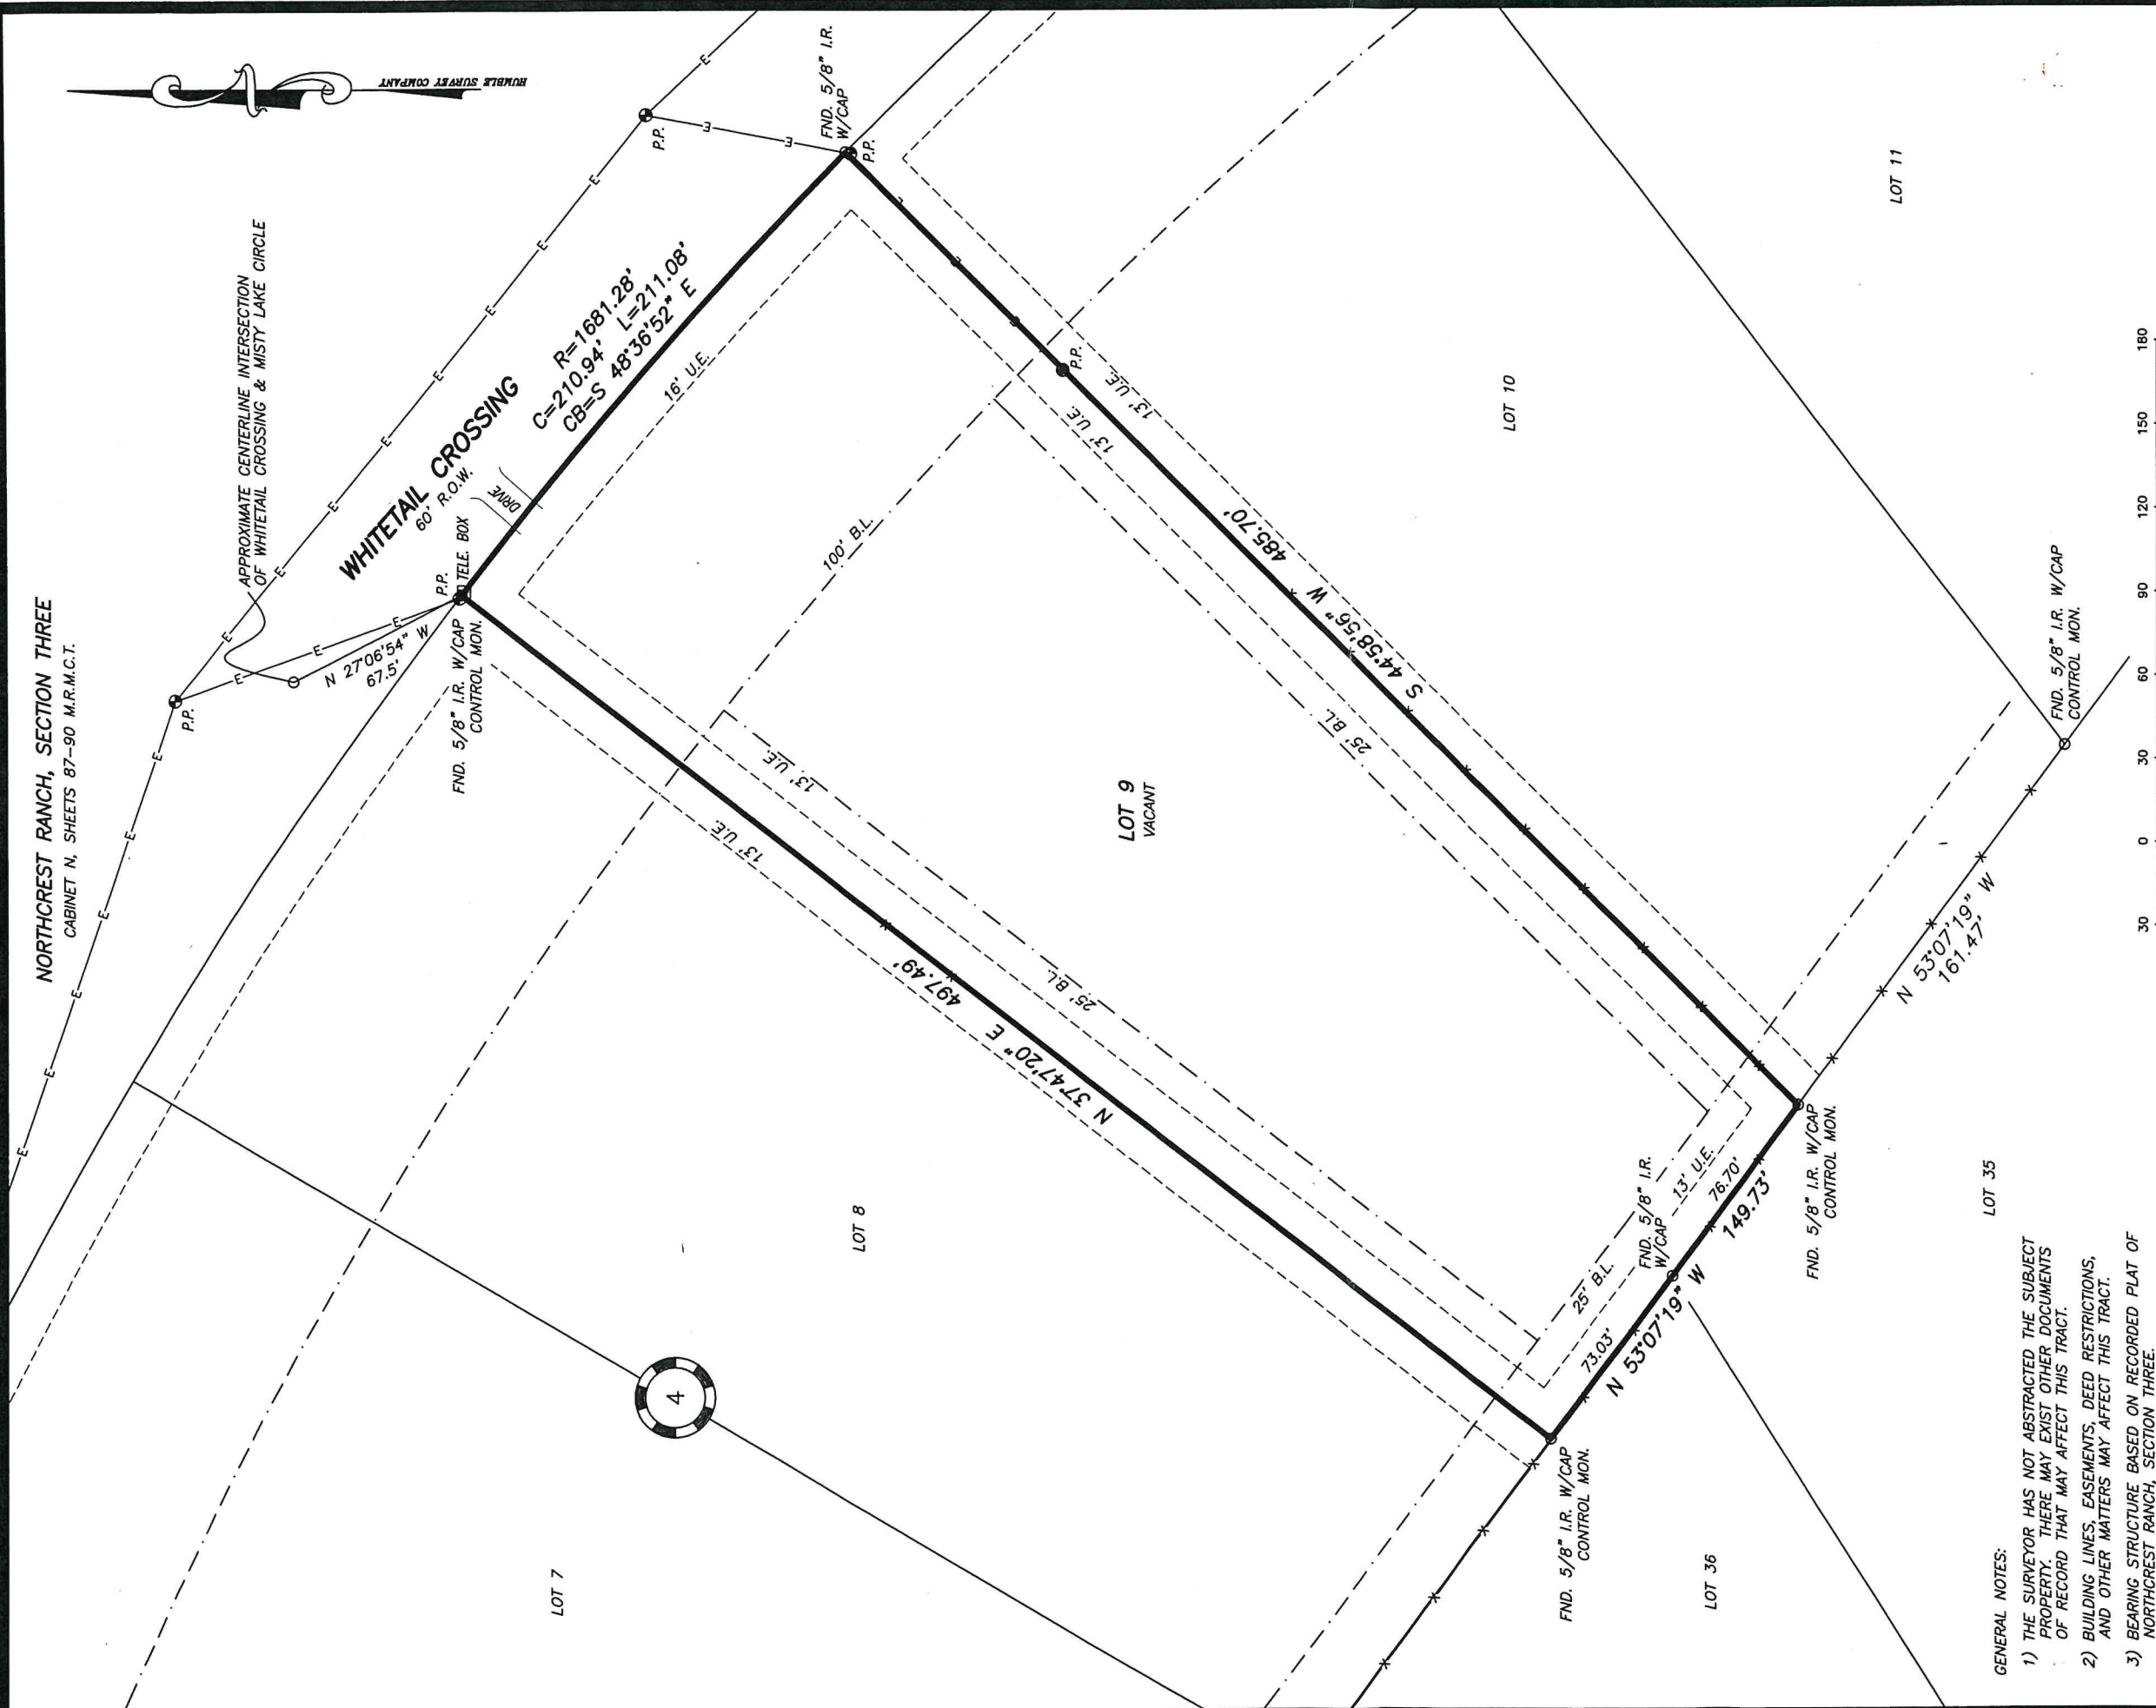 NORTHCREST RANCH, SECTION THREE
CABINET N, SHEETS 87-90 M.R.M.C.T.
HUMBLE SURVEY COMPANY
APPROXIMATE CENTERLINE INTERSECTION
OF WHITETAIL CROSSING & MISTY LAKE CIRCLE
WHITETAIL CROSSING
60' R.O.W.
R=1681.28'
C=210.94' L=211.08'
CB=S 48°36'52" E
DRIVE
TELE. BOX
P.P.
P.P.
P.P.
FND. 5/8" I.R.
W/CAP
P.P.
N 27°06'54" W
67.5'
FND. 5/8" I.R. W/CAP
CONTROL MON.
16' U.E.
100' B.L.
13' U.E.
13' U.E.
P.P.
13' U.E.
13' U.E.
25' B.L.
25' B.L.
N 37°47'20" E 497.49'
S 44°58'56" W 485.70'
LOT 9
VACANT
LOT 8
LOT 7
4
LOT 10
LOT 11
25' B.L.
FND. 5/8" I.R.
W/CAP
13' U.E.
73.03'
76.70'
N 53°07'19" W 149.73'
FND. 5/8" I.R. W/CAP
CONTROL MON.
FND. 5/8" I.R. W/CAP
CONTROL MON.
N 53°07'19" W
161.47'
FND. 5/8" I.R. W/CAP
CONTROL MON.
LOT 35
LOT 36
GENERAL NOTES:
1) THE SURVEYOR HAS NOT ABSTRACTED THE SUBJECT
PROPERTY. THERE MAY EXIST OTHER DOCUMENTS
OF RECORD THAT MAY AFFECT THIS TRACT.
2) BUILDING LINES, EASEMENTS, DEED RESTRICTIONS,
AND OTHER MATTERS MAY AFFECT THIS TRACT.
3) BEARING STRUCTURE BASED ON RECORDED PLAT OF
NORTHCREST RANCH, SECTION THREE.
30 0 30 60 90 120 150 180